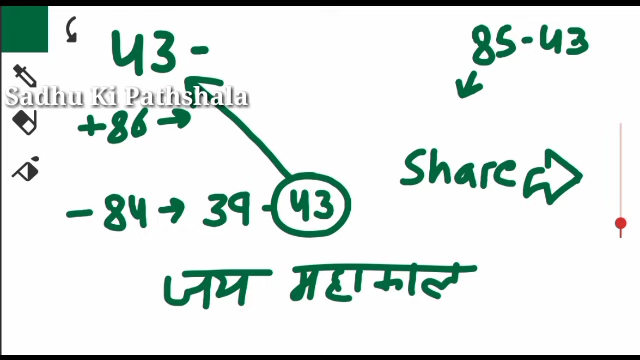 43 -
85-43
Sadhu Ki Pathshala
+86 →
Share
- 84 → 39 - 43
जय महाकाल